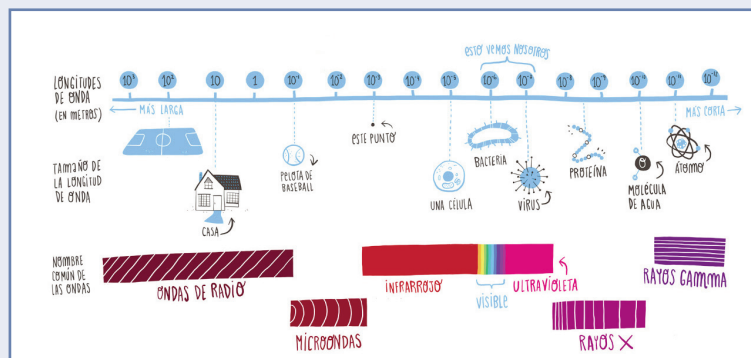 ESTO VEMOS NOSOTROS
LONGITUDES
DE ONDA
(EN METROS)
10³ 10² 10 1 10⁻¹ 10⁻² 10⁻³ 10⁻⁴ 10⁻⁵ 10⁻⁶ 10⁻⁷ 10⁻⁸ 10⁻⁹ 10⁻¹⁰ 10⁻¹¹ 10⁻¹²
MÁS LARGA
MÁS CORTA
TAMAÑO DE
LA LONGITUD
DE ONDA
CASA
PELOTA DE
BASEBALL
ESTE PUNTO
UNA CÉLULA
BACTERIA
VIRUS
PROTEÍNA
MOLÉCULA
DE AGUA
ÁTOMO
NOMBRE
COMÚN DE
LAS ONDAS
ONDAS DE RADIO
MICROONDAS
INFRARROJO
VISIBLE
ULTRAVIOLETA
RAYOS X
RAYOS GAMMA